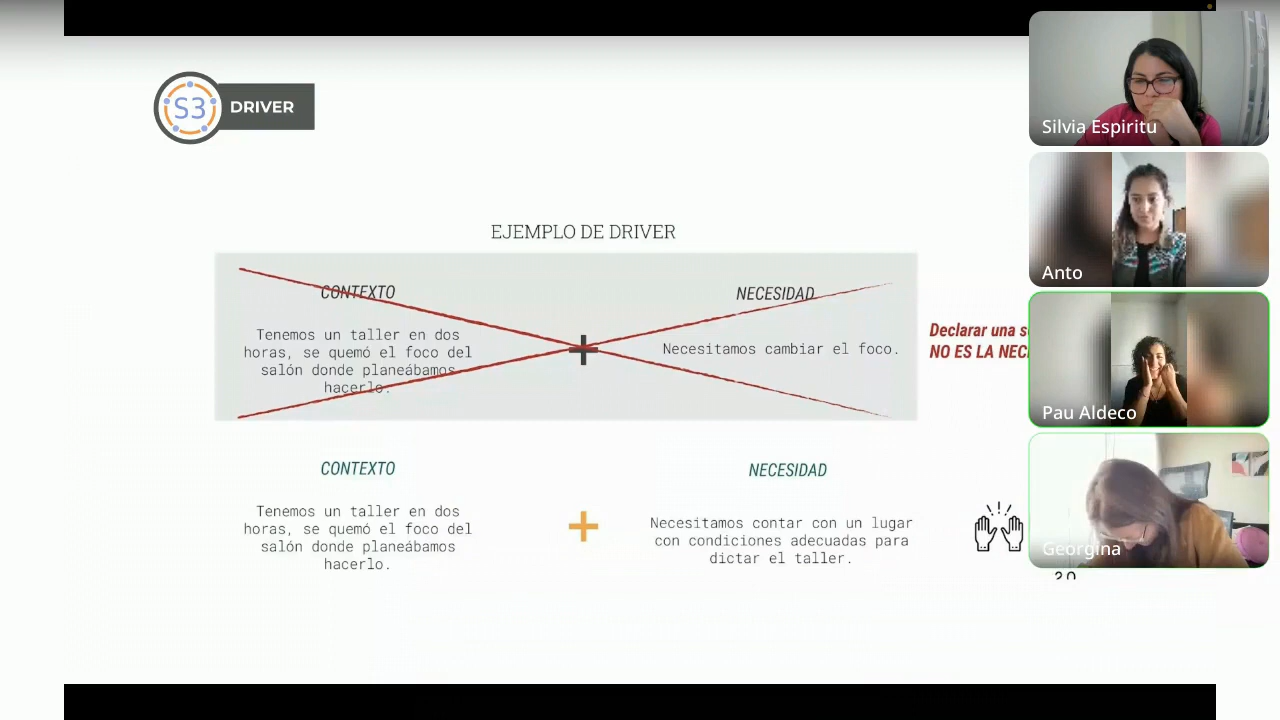 S3 DRIVER
EJEMPLO DE DRIVER
CONTEXTO
Tenemos un taller en dos
horas, se quemó el foco del
salón donde planeábamos
hacerlo.
+
NECESIDAD
Necesitamos cambiar el foco.
Declarar una
NO ES LA
CONTEXTO
Tenemos un taller en dos
horas, se quemó el foco del
salón donde planeábamos
hacerlo.
+
NECESIDAD
Necesitamos contar con un lugar
con condiciones adecuadas para
dictar el taller.
Silvia Espiritu
Anto
Pau Aldeco
Georgina